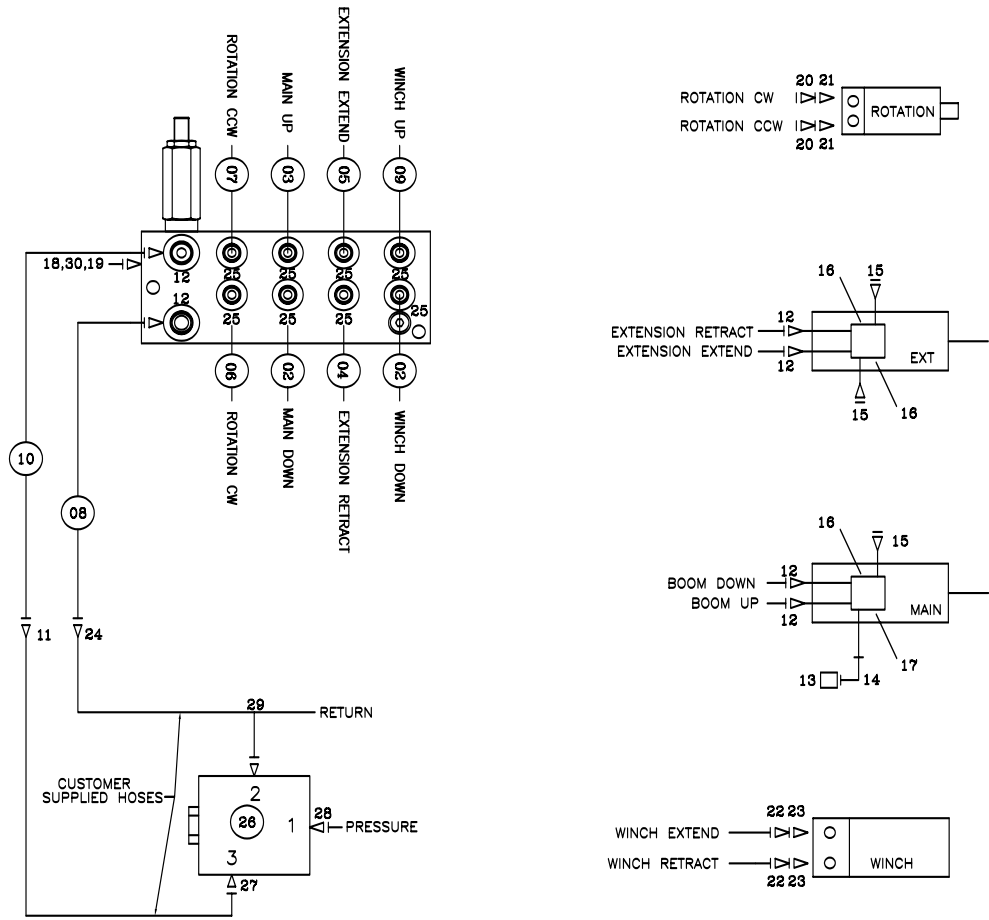 ROTATION CCW
MAIN UP
EXTENSION EXTEND
WINCH UP
07
03
05
09
18,30,19
12
25
25
25
25
12
25
25
25
25
06
02
04
02
ROTATION CW
MAIN DOWN
EXTENSION RETRACT
WINCH DOWN
10
08
11
24
29
RETURN
CUSTOMER
SUPPLIED HOSES
2
26
1
28
PRESSURE
3
27
20 21
ROTATION CW
ROTATION CCW
20 21
ROTATION
16
15
12
EXTENSION RETRACT
EXTENSION EXTEND
12
EXT
15
16
16
15
12
BOOM DOWN
BOOM UP
12
MAIN
17
13
14
22 23
WINCH EXTEND
WINCH RETRACT
22 23
WINCH